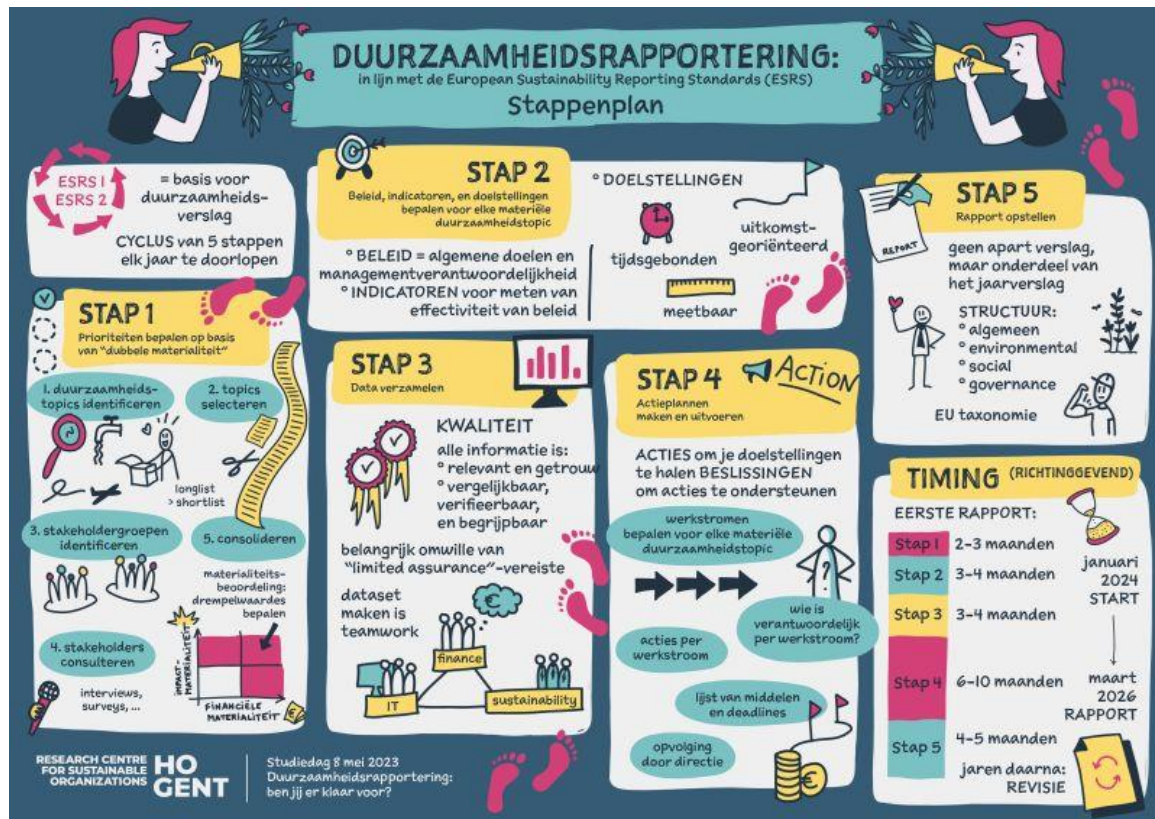 DUURZAAMHEIDSRAPPORTERING:
in lijn met de European Sustainability Reporting Standards (ESRS)
Stappenplan
ESRS 1
ESRS 2
= basis voor
duurzaamheids-
verslag
CYCLUS van 5 stappen
elk jaar te doorlopen
STAP 1
Prioriteiten bepalen op basis
van "dubbele materialiteit"
1. duurzaamheids-
topics identificeren
2. topics
selecteren
longlist
> shortlist
3. stakeholdergroepen
identificeren
5. consolideren
materialiteits-
beoordeling:
drempelwaardes
bepalen
4. stakeholders
consulteren
interviews,
surveys, ...
IMPACT-
MATERIALITEIT
FINANCIËLE
MATERIALITEIT
€
STAP 2
Beleid, indicatoren, en doelstellingen
bepalen voor elke materiële
duurzaamheidstopic
° BELEID = algemene doelen en
managementverantwoordelijkheid
° INDICATOREN voor meten van
effectiviteit van beleid
° DOELSTELLINGEN
tijdsgebonden
uitkomst-
georiënteerd
meetbaar
STAP 3
Data verzamelen
KWALITEIT
alle informatie is:
° relevant en getrouw
° vergelijkbaar,
verifieerbaar,
en begrijpbaar
belangrijk omwille van
"limited assurance"-vereiste
dataset
maken is
teamwork
€
finance
IT
sustainability
STAP 4
ACTION
Actieplannen
maken en uitvoeren
ACTIES om je doelstellingen
te halen BESLISSINGEN
om acties te ondersteunen
werkstromen
bepalen voor elke materiële
duurzaamheidstopic
?
wie is
verantwoordelijk
per werkstroom?
acties per
werkstroom
lijst van middelen
en deadlines
opvolging
door directie
€
STAP 5
Rapport opstellen
REPORT
geen apart verslag,
maar onderdeel van
het jaarverslag
STRUCTUUR:
° algemeen
° environmental
° social
° governance
EU taxonomie
TIMING (RICHTINGGEVEND)
EERSTE RAPPORT:
Stap 1 2-3 maanden
Stap 2 3-4 maanden
Stap 3 3-4 maanden
Stap 4 6-10 maanden
Stap 5 4-5 maanden
januari
2024
START
maart
2026
RAPPORT
jaren daarna:
REVISIE
RESEARCH CENTRE
FOR SUSTAINABLE
ORGANIZATIONS
HO
GENT
Studiedag 8 mei 2023
Duurzaamheidsrapportering:
ben jij er klaar voor?